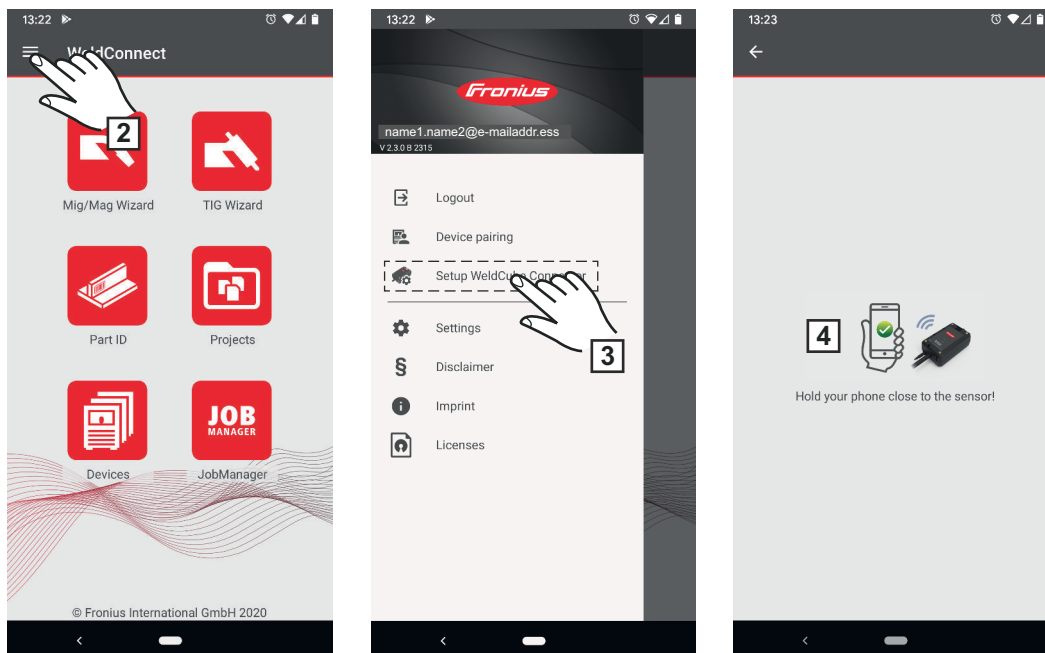 13:22
WeldConnect
2
Mig/Mag Wizard
TIG Wizard
Part ID
Projects
JOB
MANAGER
Devices
JobManager
© Fronius International GmbH 2020
13:22
Fronius
name1.name2@e-mailaddr.ess
V 2.3.0 B 2315
Logout
Device pairing
Setup WeldCube Connector
3
Settings
§ Disclaimer
Imprint
Licenses
13:23
4
Hold your phone close to the sensor!